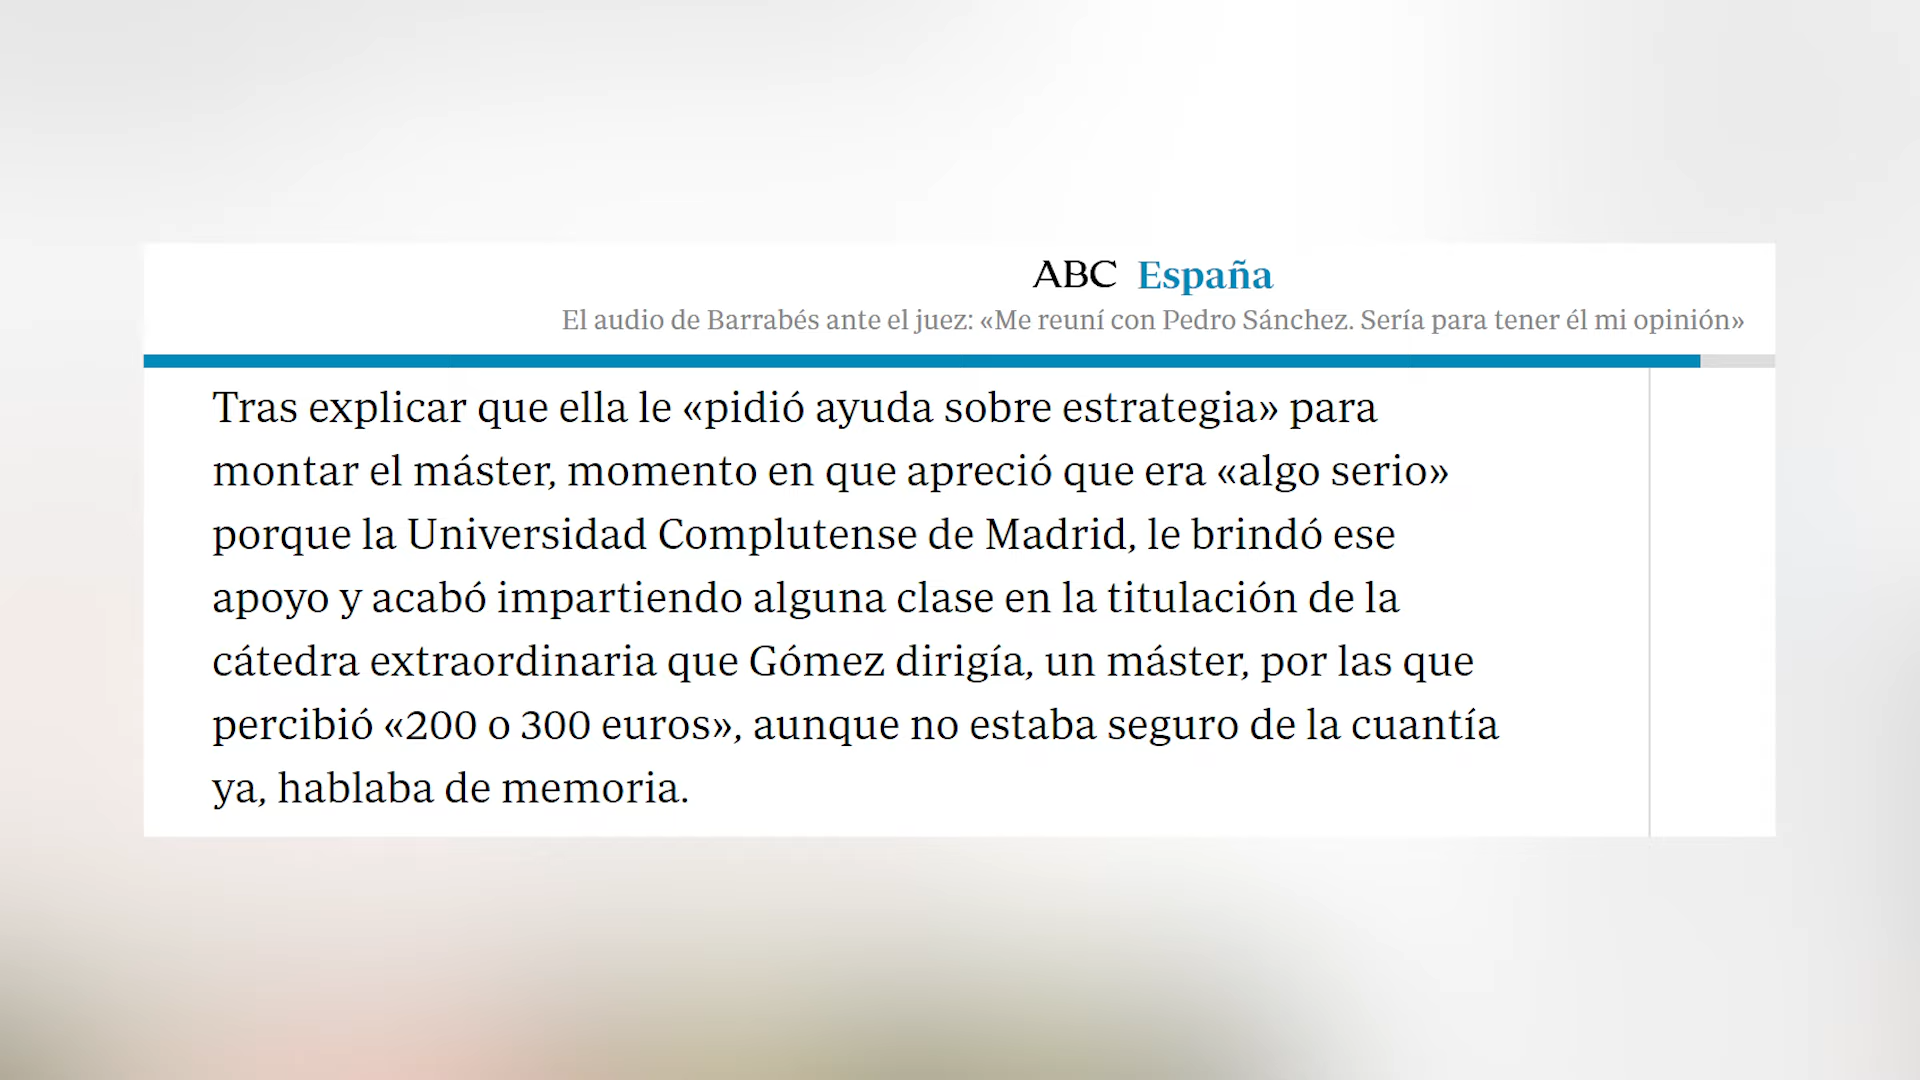 ABC España
El audio de Barrabés ante el juez: «Me reuní con Pedro Sánchez. Sería para tener él mi opinión»
Tras explicar que ella le «pidió ayuda sobre estrategia» para
montar el máster, momento en que apreció que era «algo serio»
porque la Universidad Complutense de Madrid, le brindó ese
apoyo y acabó impartiendo alguna clase en la titulación de la
cátedra extraordinaria que Gómez dirigía, un máster, por las que
percibió «200 o 300 euros», aunque no estaba seguro de la cuantía
ya, hablaba de memoria.